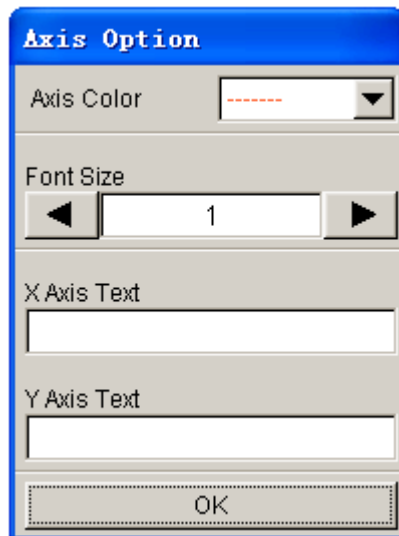 Axis Option
Axis Color -------
Font Size
1
X Axis Text
Y Axis Text
OK